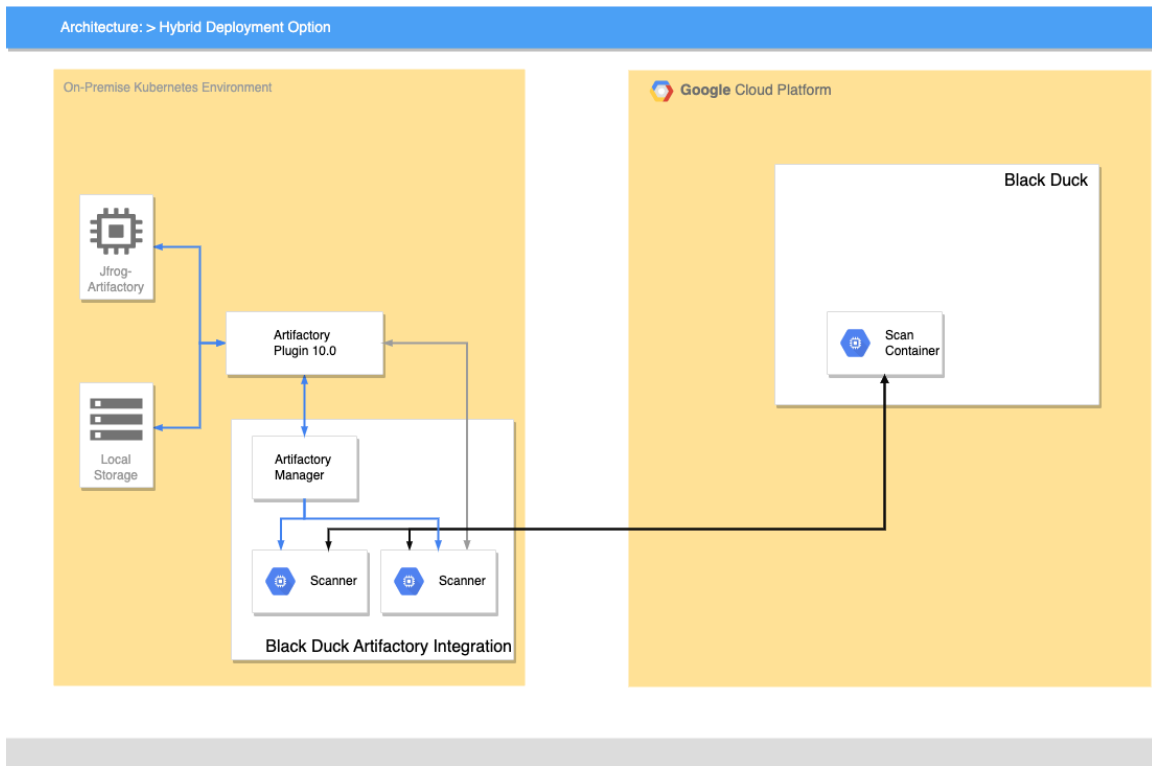 Architecture: > Hybrid Deployment Option
On-Premise Kubernetes Environment
Google Cloud Platform
Black Duck
Jfrog-
Artifactory
Artifactory
Plugin 10.0
Scan
Container
Local
Storage
Artifactory
Manager
Scanner
Scanner
Black Duck Artifactory Integration